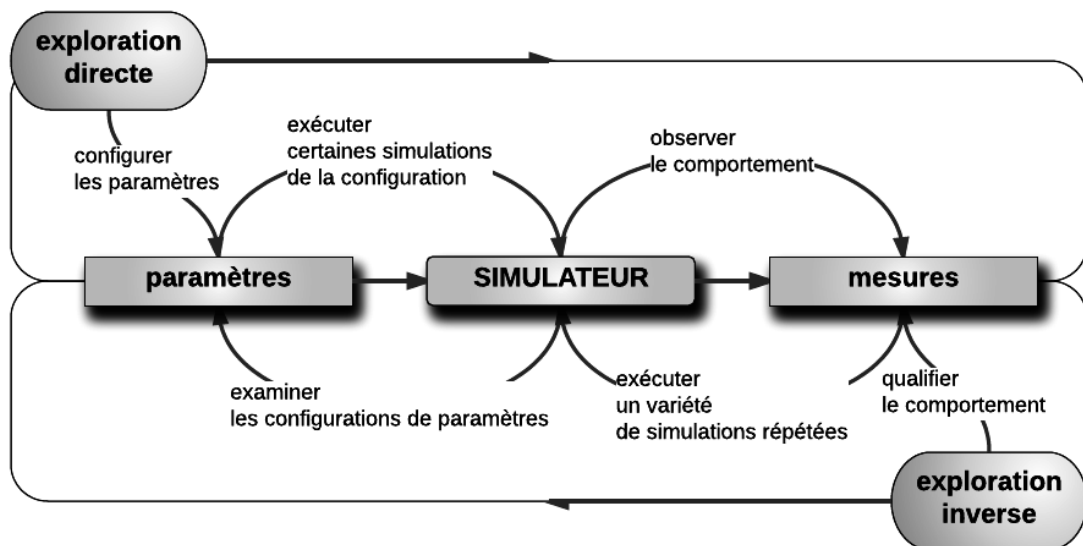 exploration
directe
configurer
les paramètres
exécuter
certaines simulations
de la configuration
observer
le comportement
paramètres
SIMULATEUR
mesures
examiner
les configurations de paramètres
exécuter
un variété
de simulations répétées
qualifier
le comportement
exploration
inverse